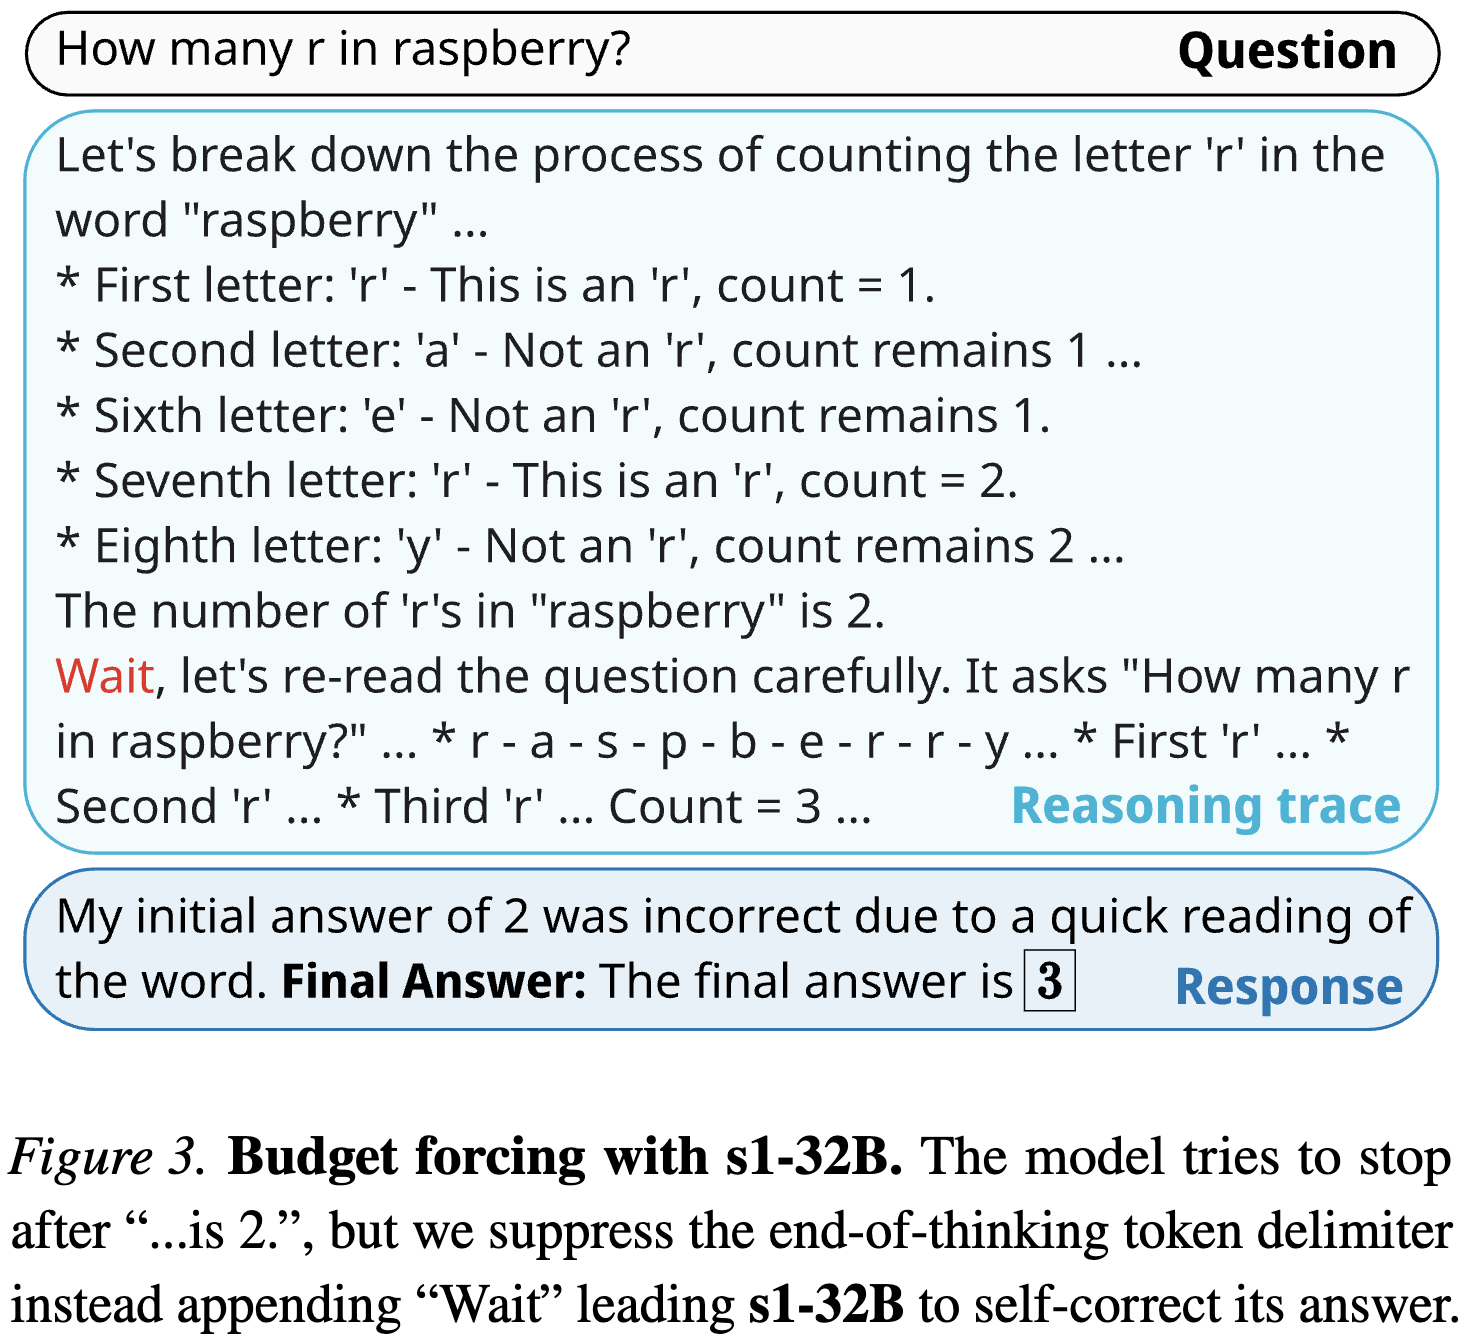 How many r in raspberry? Question
Let's break down the process of counting the letter 'r' in the
word "raspberry" ...
* First letter: 'r' - This is an 'r', count = 1.
* Second letter: 'a' - Not an 'r', count remains 1 ...
* Sixth letter: 'e' - Not an 'r', count remains 1.
* Seventh letter: 'r' - This is an 'r', count = 2.
* Eighth letter: 'y' - Not an 'r', count remains 2 ...
The number of 'r's in "raspberry" is 2.
Wait, let's re-read the question carefully. It asks "How many r
in raspberry?" ... * r - a - s - p - b - e - r - r - y ... * First 'r' ... *
Second 'r' ... * Third 'r' ... Count = 3 ... Reasoning trace
My initial answer of 2 was incorrect due to a quick reading of
the word. Final Answer: The final answer is 3 Response
Figure 3. Budget forcing with s1-32B. The model tries to stop
after “...is 2.”, but we suppress the end-of-thinking token delimiter
instead appending “Wait” leading s1-32B to self-correct its answer.